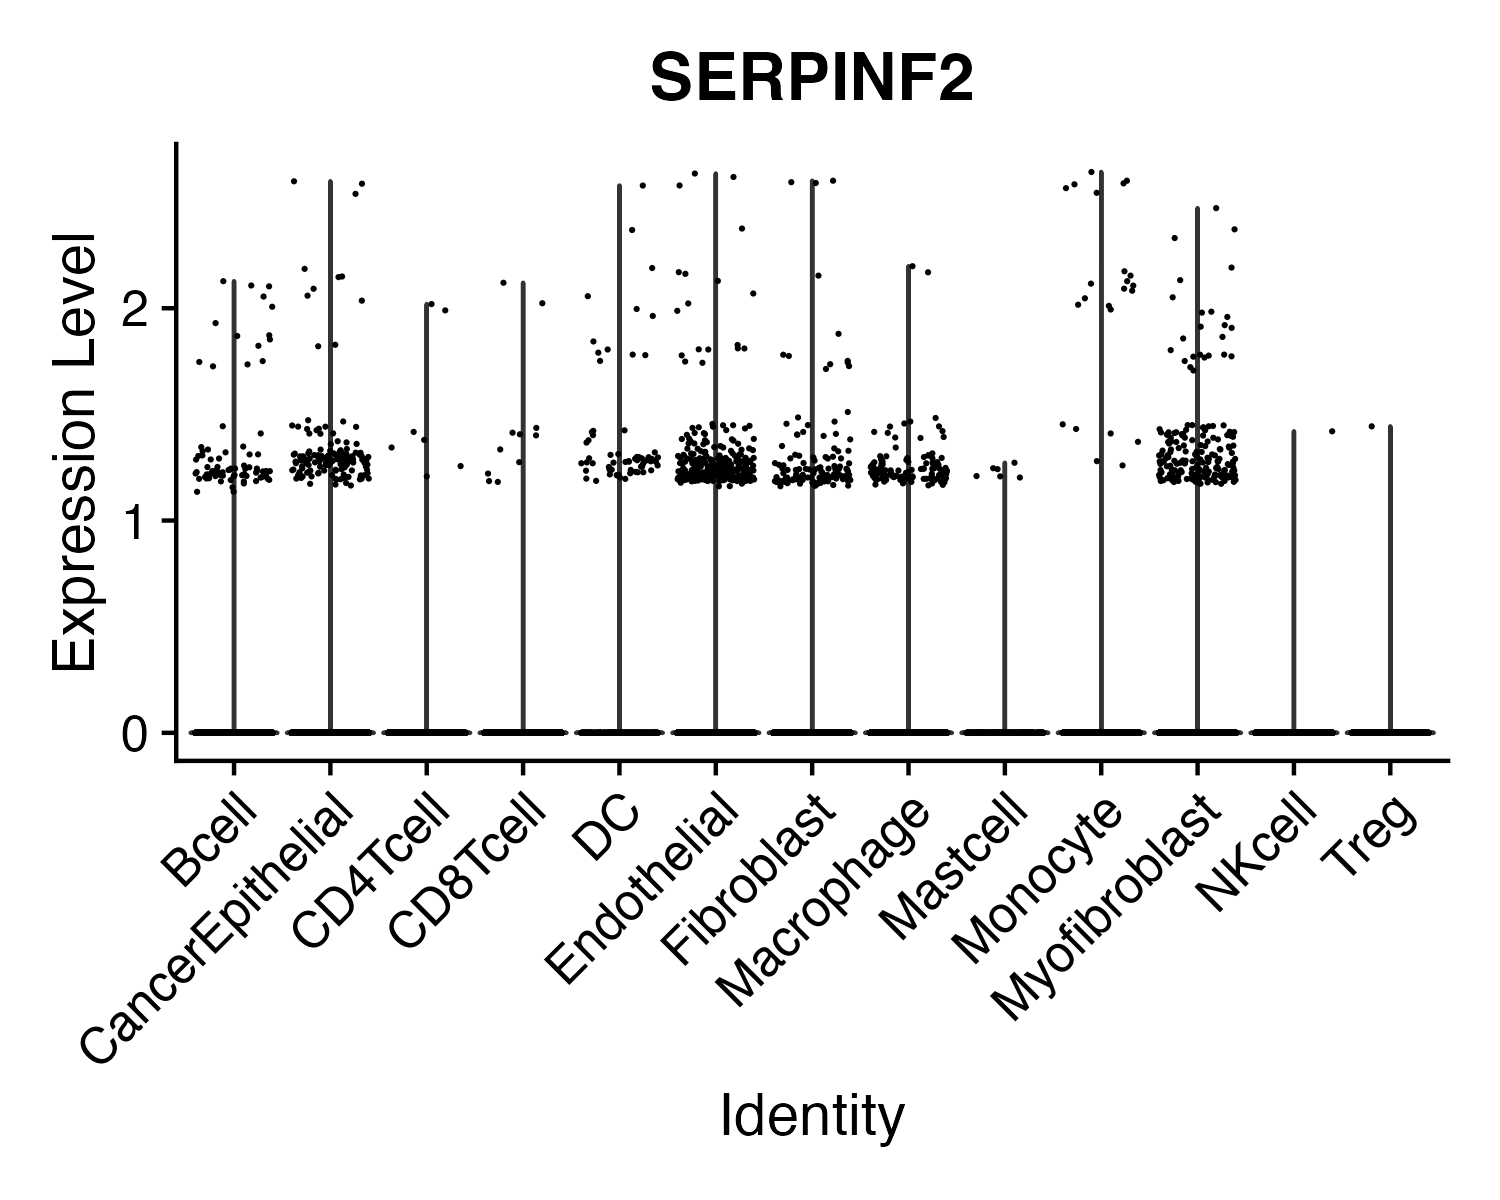 SERPINF2
Expression Level
2
1
0
Bcell
CancerEpithelial
CD4Tcell
CD8Tcell
DC
Endothelial
Fibroblast
Macrophage
Mastcell
Monocyte
Myofibroblast
NKcell
Treg
Identity